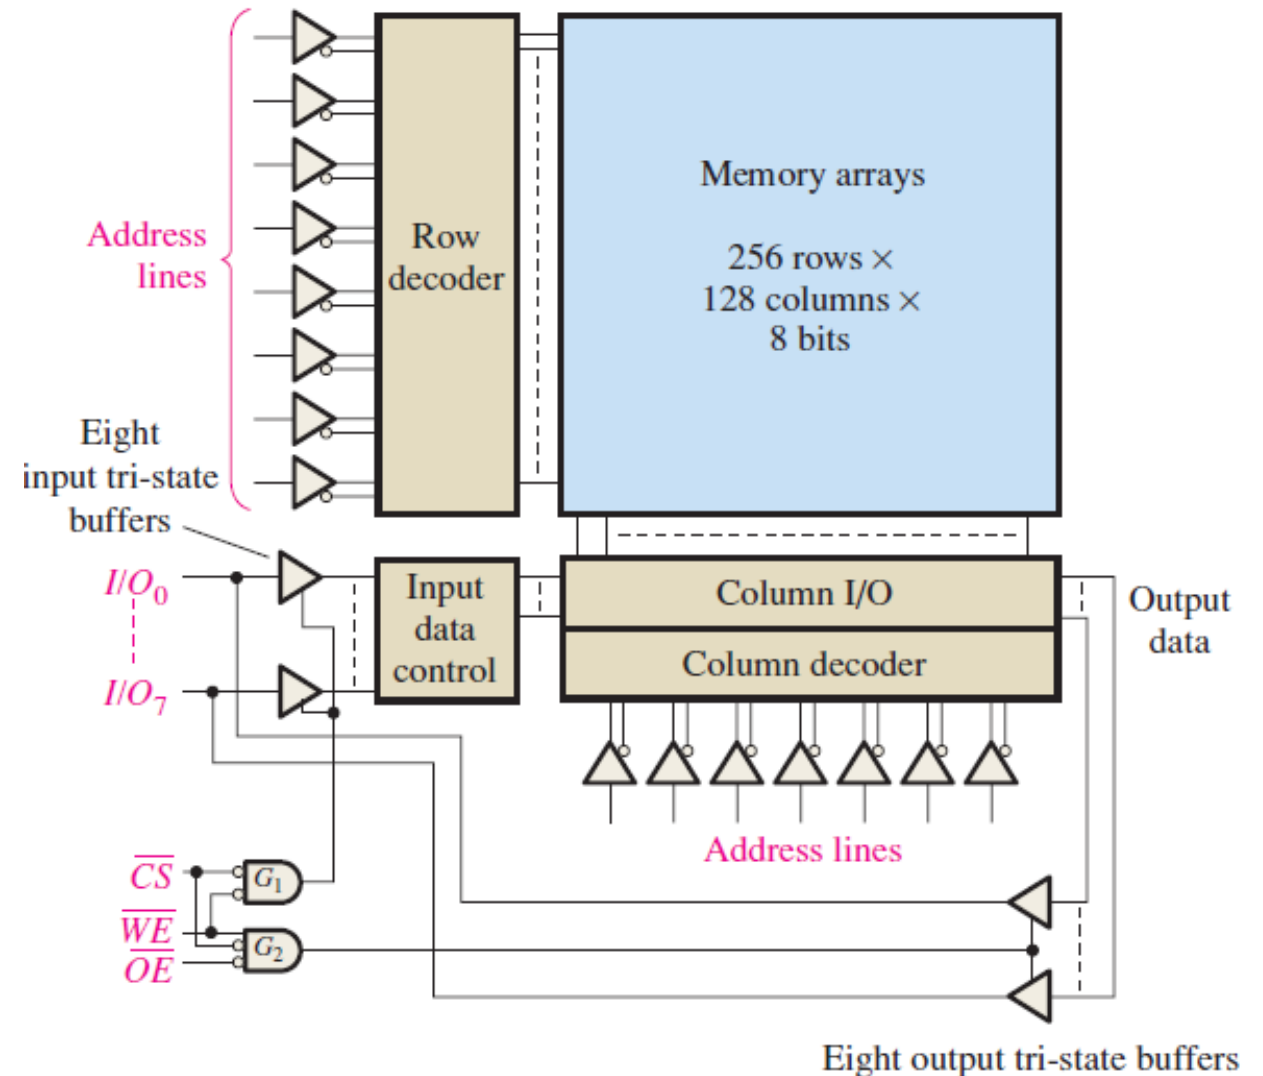 Memory arrays
256 rows ×
128 columns ×
8 bits
Row
decoder
Address
lines
Eight
input tri-state
buffers
I/O0
I/O7
Input
data
control
Column I/O
Column decoder
Output
data
Address lines
CS
WE
OE
G1
G2
Eight output tri-state buffers